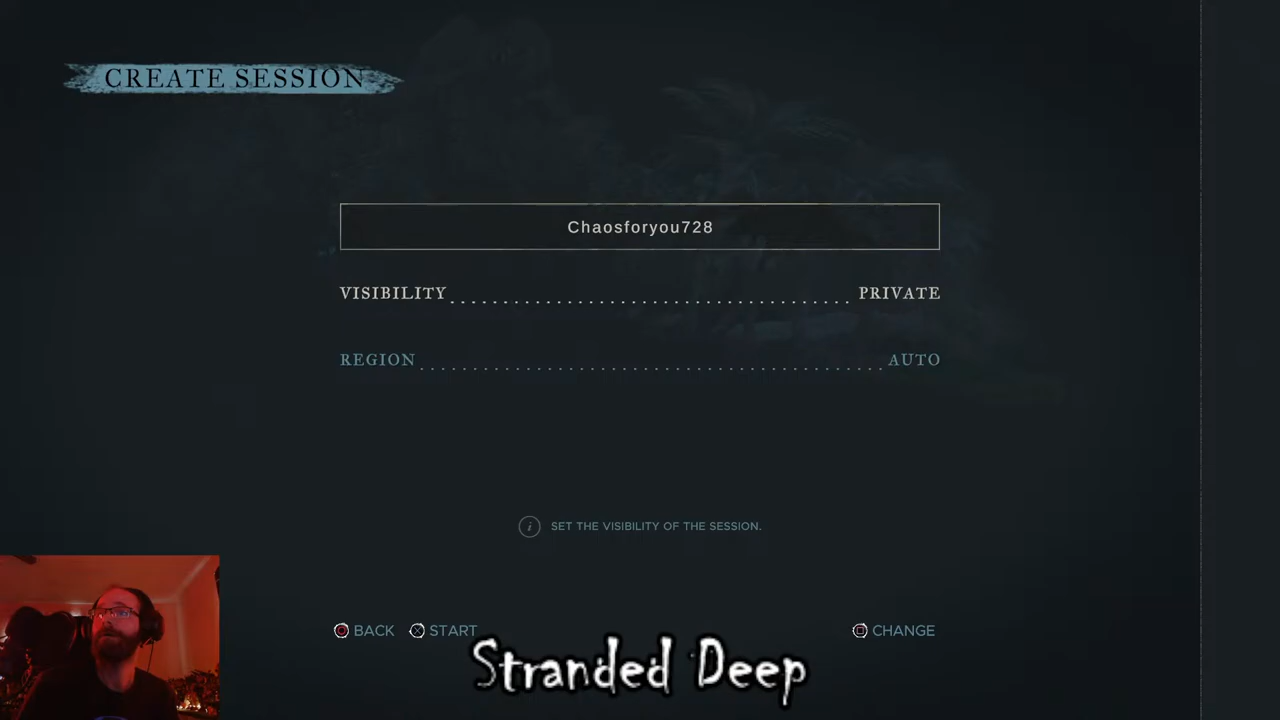 CREATE SESSION
Chaosforyou728
VISIBILITY PRIVATE
REGION AUTO
SET THE VISIBILITY OF THE SESSION.
BACK START CHANGE
Stranded Deep